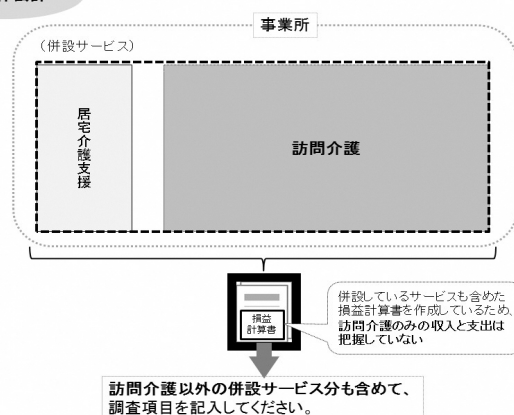 事業所
（併設サービス）
居宅介護支援
訪問介護
損益
計算書
併設しているサービスも含めた
損益計算書を作成しているため、
訪問介護のみの収入と支出は
把握していない
訪問介護以外の併設サービス分も含めて、
調査項目を記入してください。